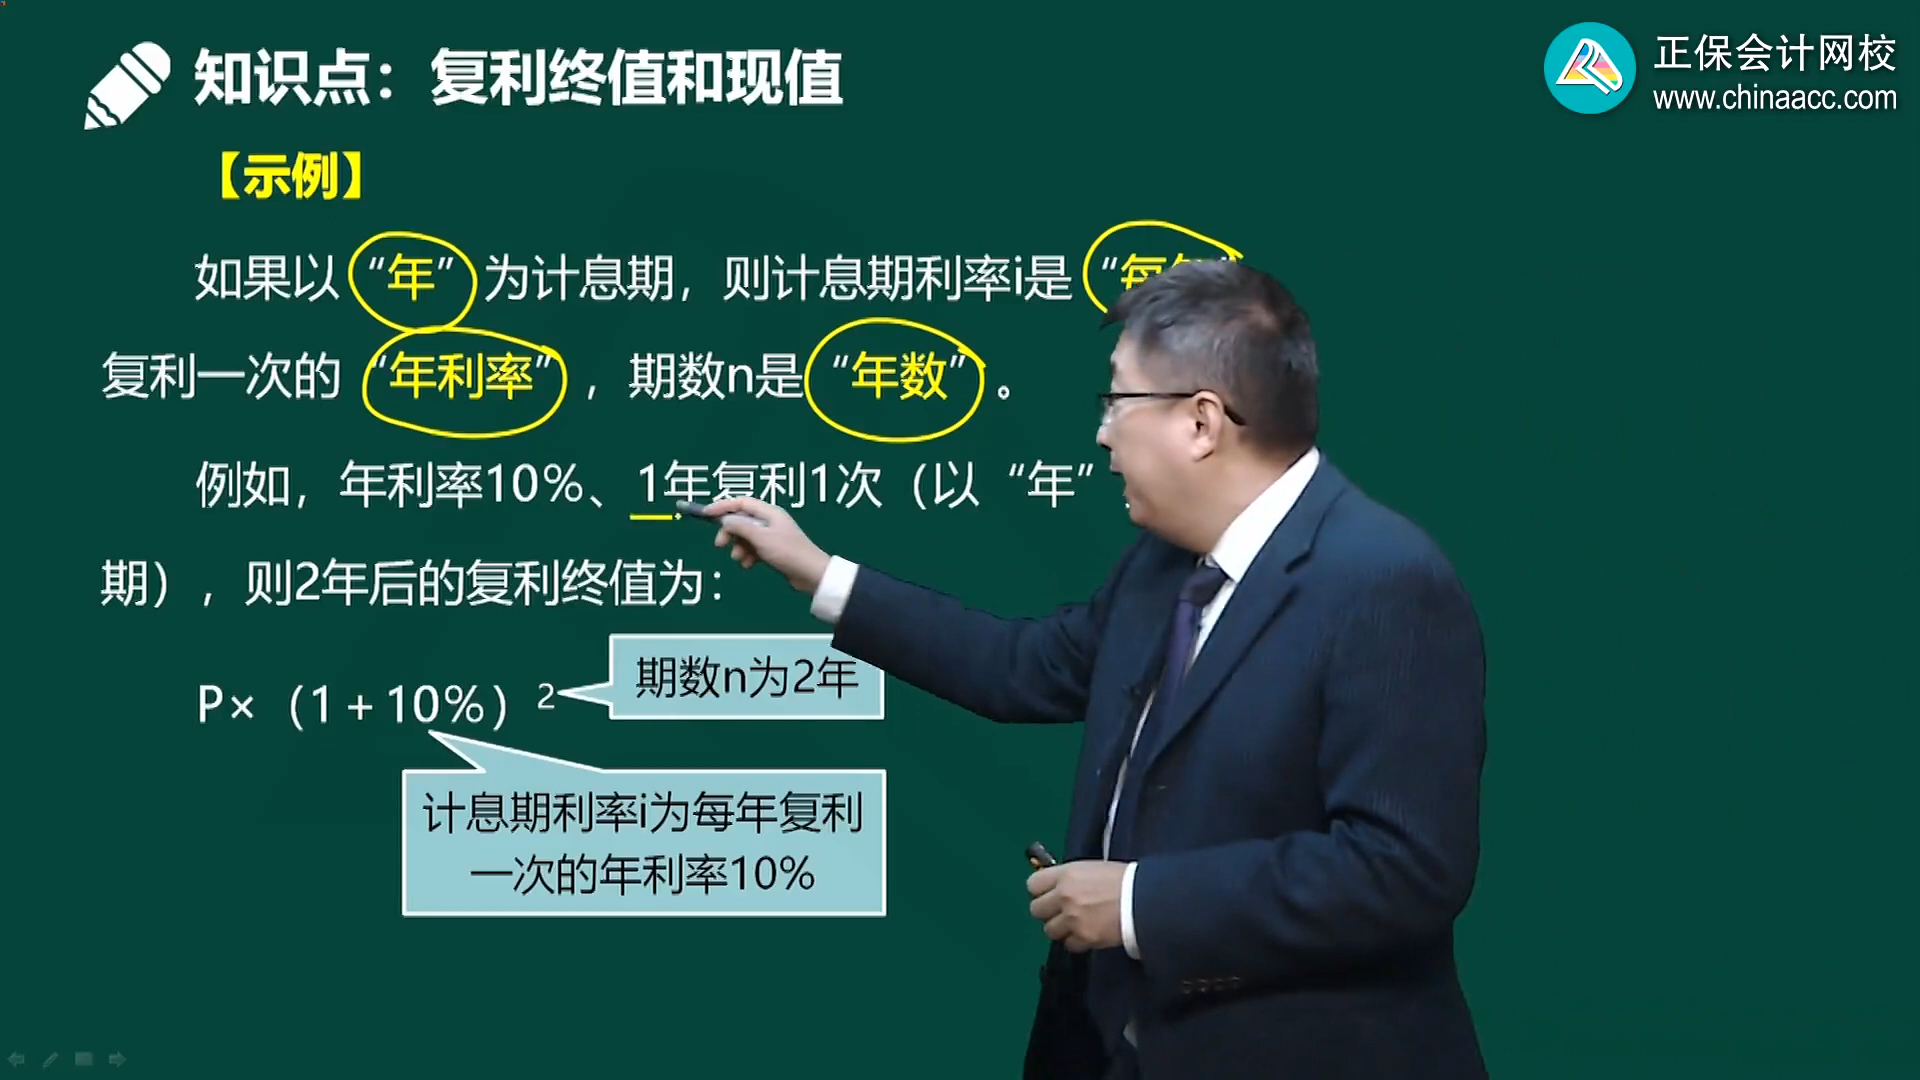 知识点：复利终值和现值
正保会计网校
www.chinaacc.com
【示例】
如果以“年”为计息期，则计息期利率i是“每年”
复利一次的“年利率”，期数n是“年数”。
例如，年利率10%、1年复利1次（以“年”
期），则2年后的复利终值为：
P×（1＋10%）²
期数n为2年
计息期利率i为每年复利
一次的年利率10%